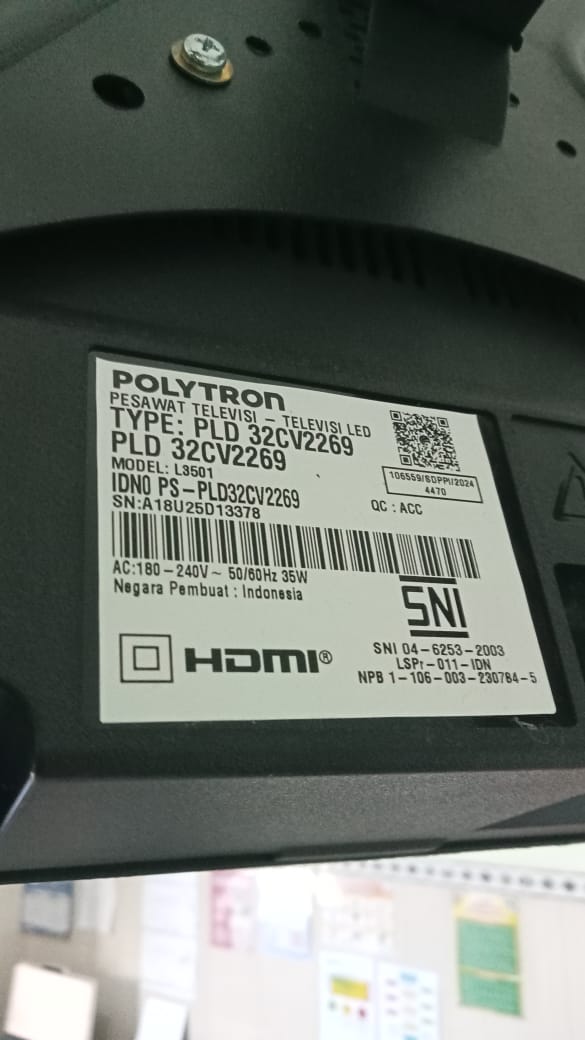 POLYTRON
PESAWAT TELEVISI - TELEVISI LED
TYPE: PLD 32CV2269
PLD 32CV2269
MODEL: L3501
IDNO PS-PLD32CV2269
SN:A18U25D13378
106559/SDPPI/2024
4470
QC : ACC
AC:180-240V~ 50/60Hz 35W
Negara Pembuat : Indonesia
SNI
HDMI®
SNI 04-6253-2003
LSPr-011-IDN
NPB 1-106-003-230784-5